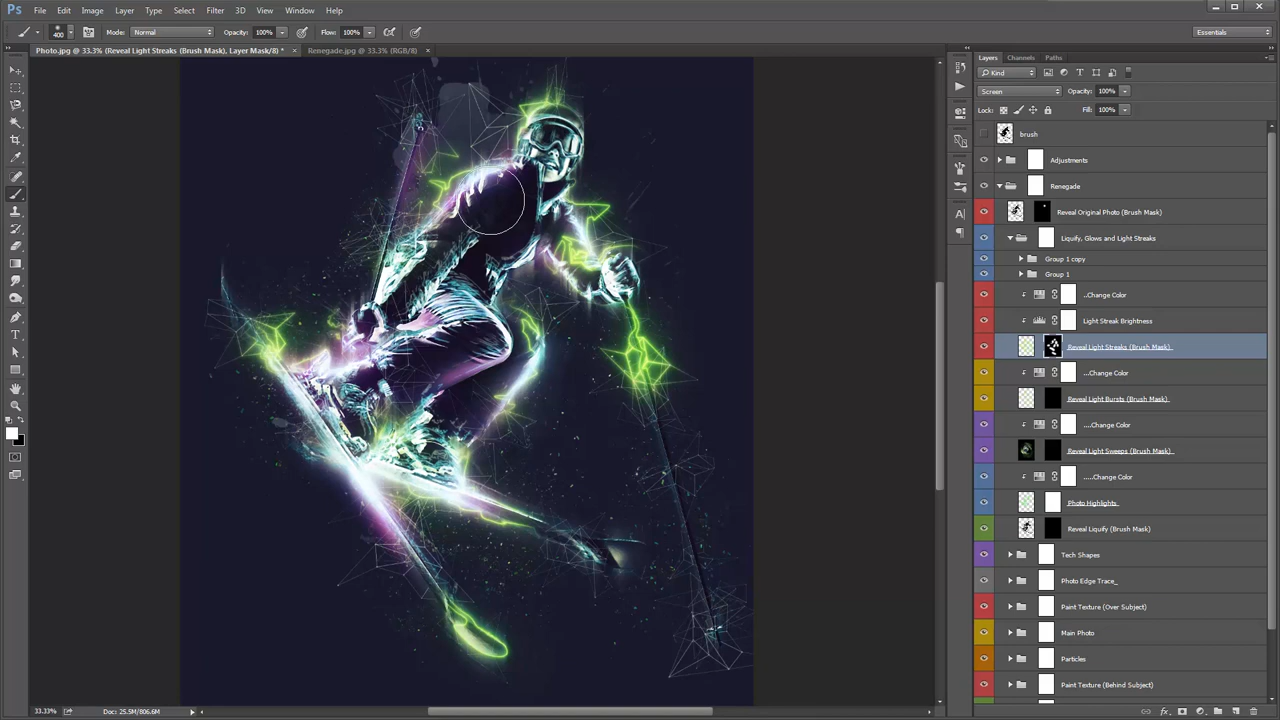 Ps File Edit Image Layer Type Select Filter 3D View Window Help
400 Mode: Normal Opacity: 100% Flow: 100% Essentials
Photo.jpg @ 33.3% (Reveal Light Streaks (Brush Mask), Layer Mask/8) * × Renegade.jpg @ 33.3% (RGB/8) ×
Layers Channels Paths
Kind
Screen Opacity: 100%
Lock: Fill: 100%
brush
Adjustments
Renegade
Reveal Original Photo (Brush Mask)
Liquify, Glows and Light Streaks
Group 1 copy
Group 1
..Change Color
Light Streak Brightness
Reveal Light Streaks (Brush Mask)
...Change Color
Reveal Light Bursts (Brush Mask)
....Change Color
Reveal Light Sweeps (Brush Mask)
.....Change Color
Photo Highlights
Reveal Liquify (Brush Mask)
Tech Shapes
Photo Edge Trace_
Paint Texture (Over Subject)
Main Photo
Particles
Paint Texture (Behind Subject)
33.33% Doc: 25.5M/806.6M